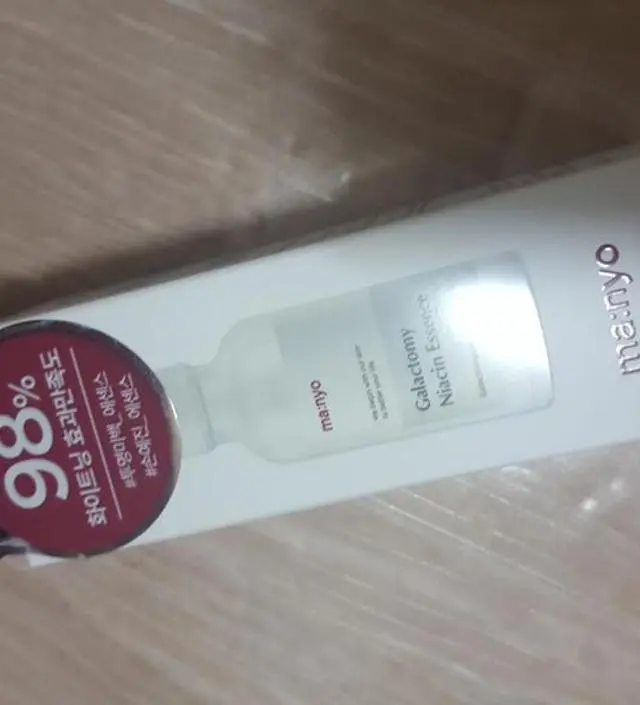 98%
화이트닝 효과만족도
#투명미백_에센스
#손예진_에센스
ma:nyo
Galactomy
Niacin Essence
ma:nyo